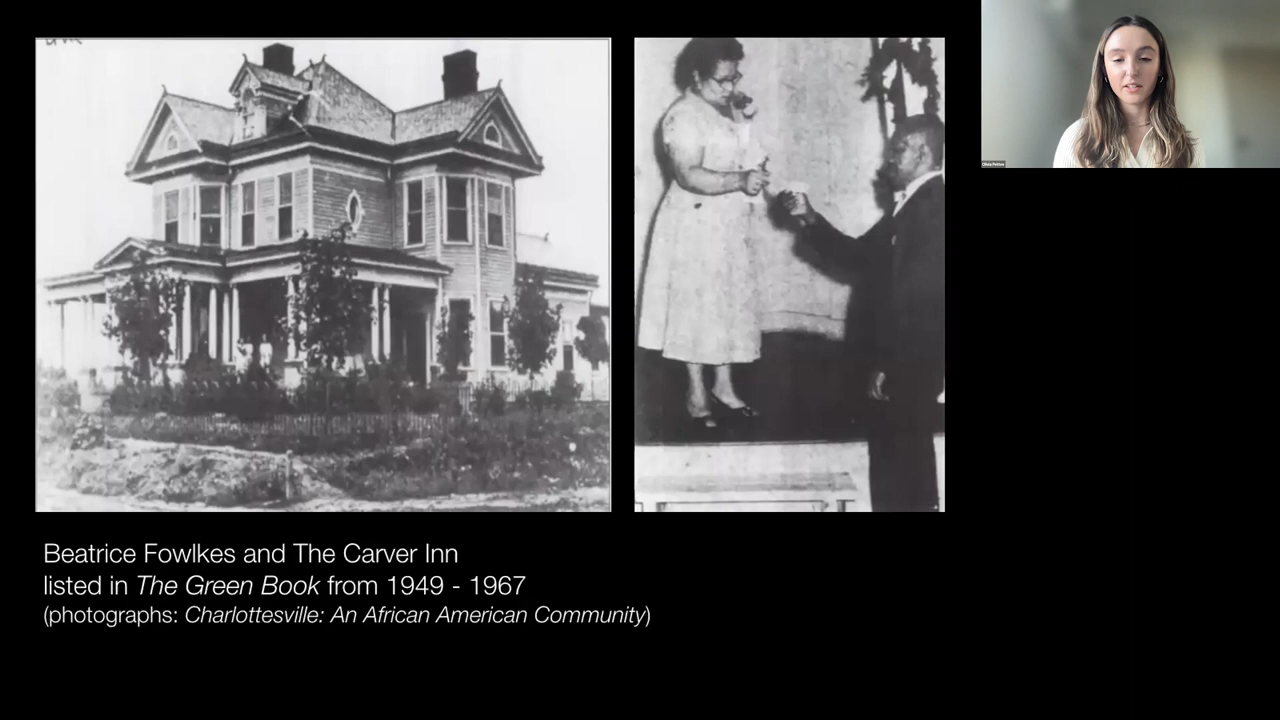 Beatrice Fowlkes and The Carver Inn
listed in The Green Book from 1949 - 1967
(photographs: Charlottesville: An African American Community)